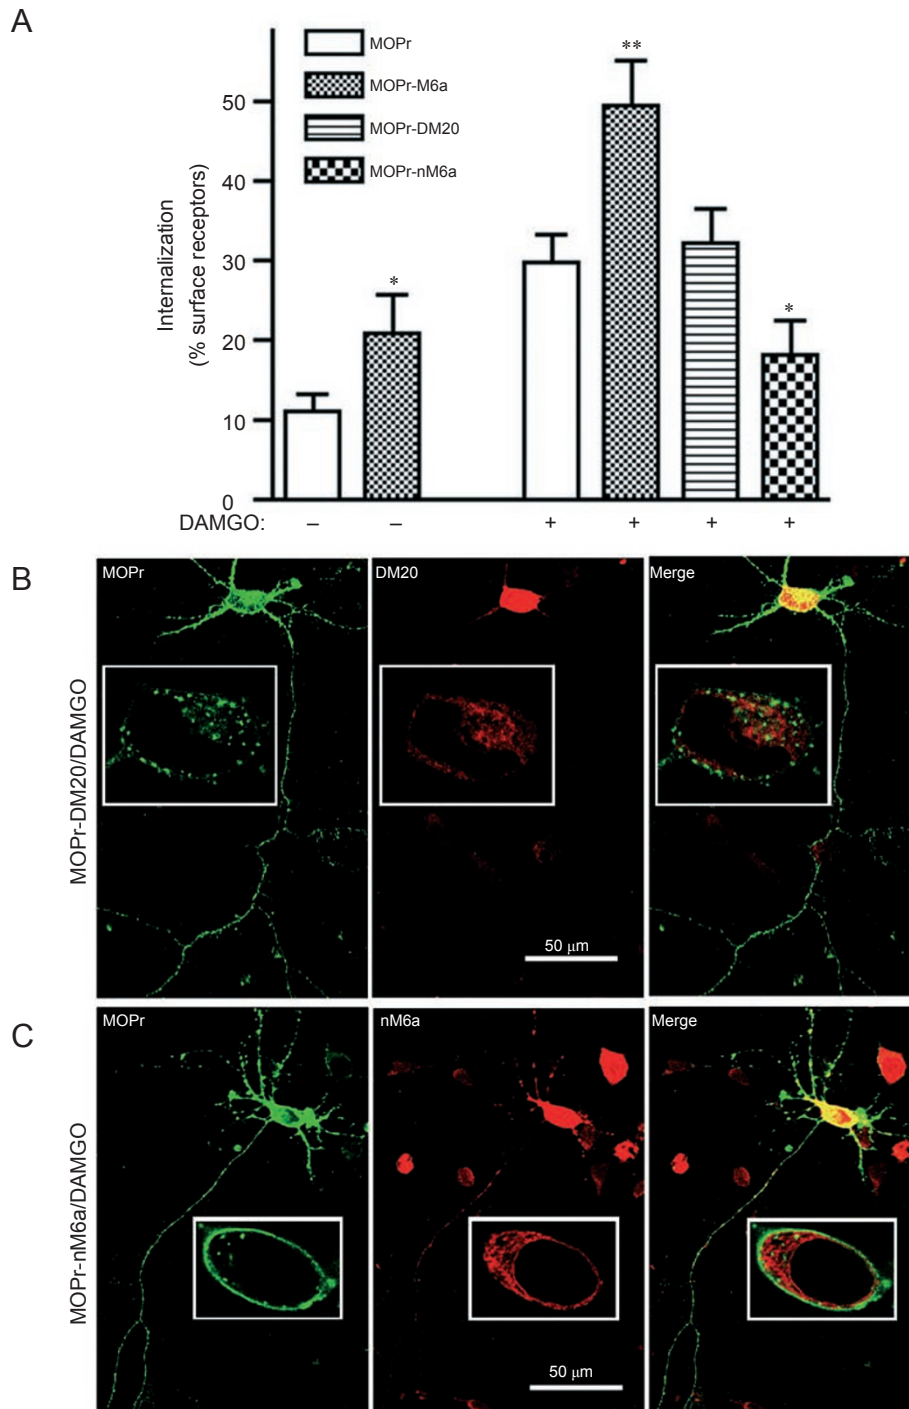 A
MOPr
MOPr-M6a
MOPr-DM20
MOPr-nM6a
Internalization
(% surface receptors)
50
40
30
20
10
0
*
**
*
DAMGO: – – + + + +
B
MOPr-DM20/DAMGO
MOPr DM20 Merge
50 μm
C
MOPr-nM6a/DAMGO
MOPr nM6a Merge
50 μm